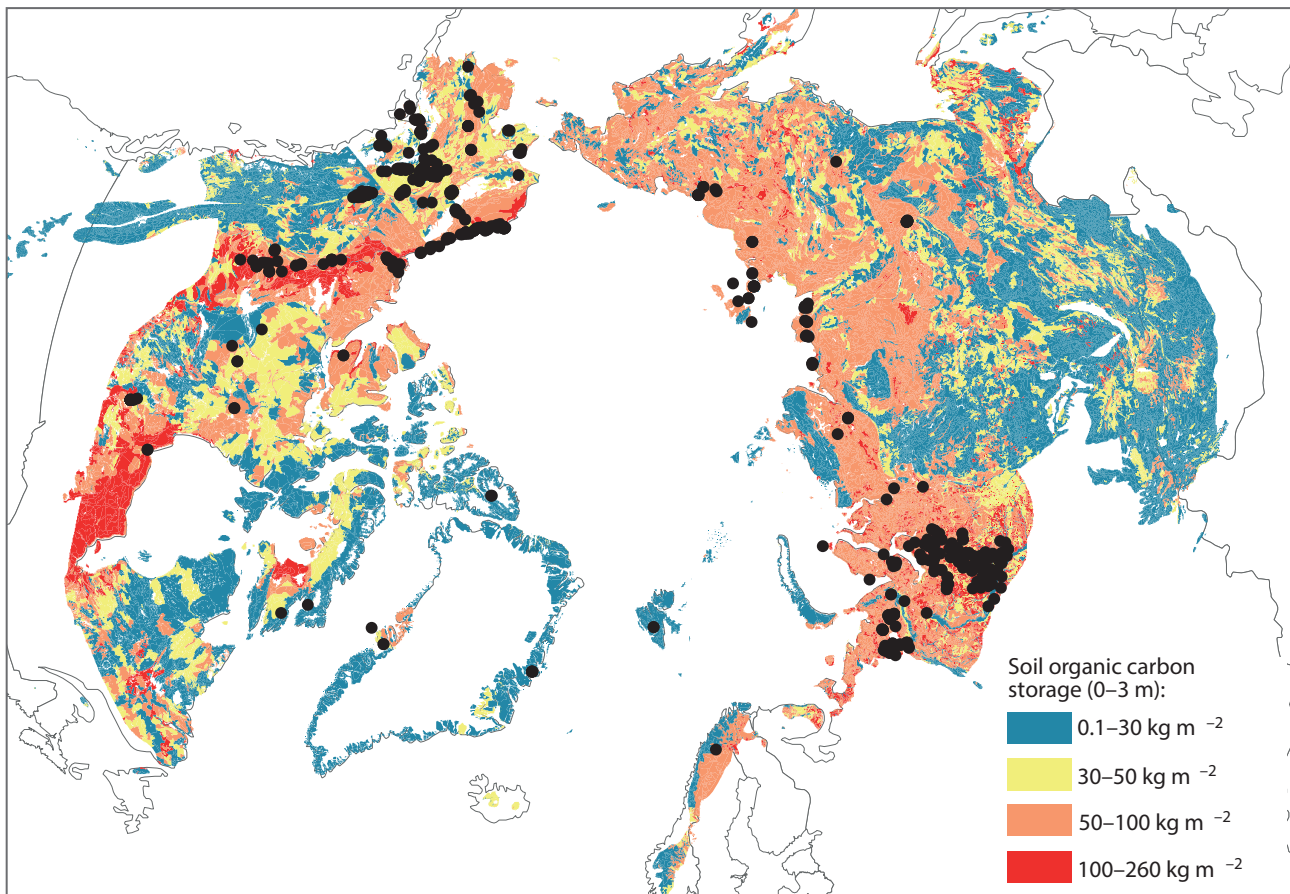 Soil organic carbon
storage (0–3 m):
0.1–30 kg m ⁻²
30–50 kg m ⁻²
50–100 kg m ⁻²
100–260 kg m ⁻²